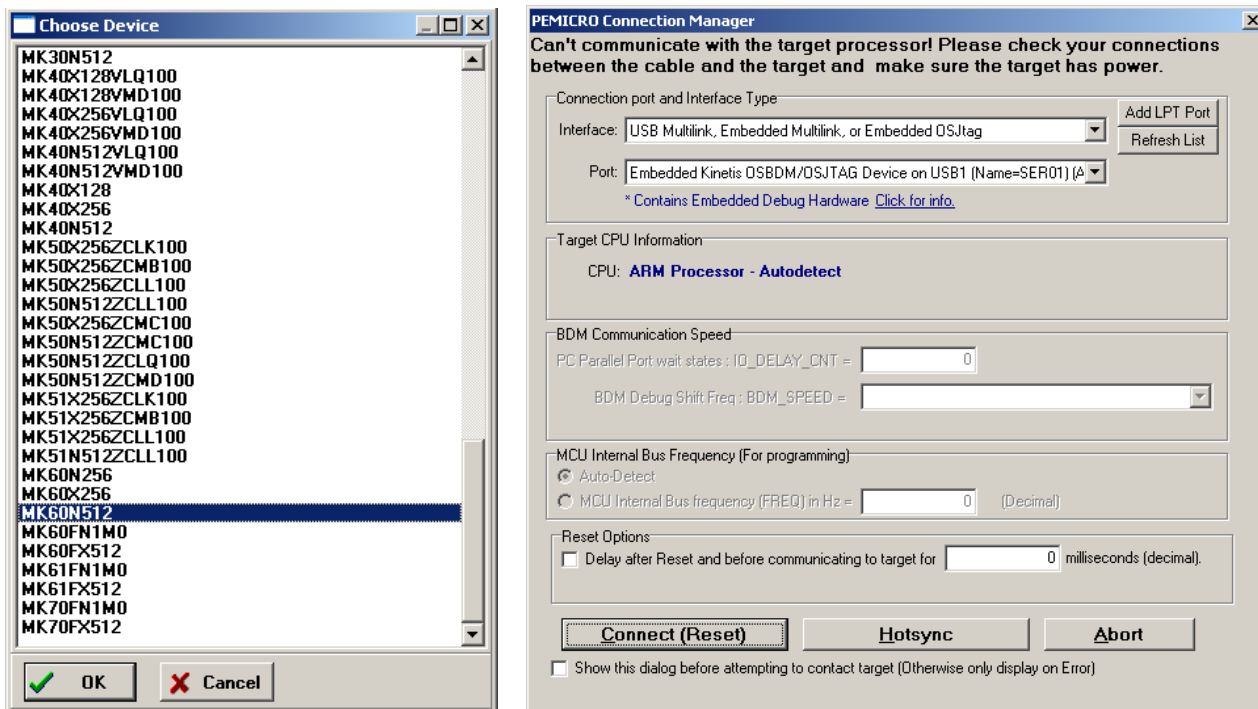 Choose Device
MK30N512
MK40X128VLQ100
MK40X128VMD100
MK40X256VLQ100
MK40X256VMD100
MK40N512VLQ100
MK40N512VMD100
MK40X128
MK40X256
MK40N512
MK50X256ZCLK100
MK50X256ZCMB100
MK50X256ZCLL100
MK50N512ZCLL100
MK50X256ZCMC100
MK50N512ZCMC100
MK50N512ZCLQ100
MK50N512ZCMD100
MK51X256ZCLK100
MK51X256ZCMB100
MK51X256ZCLL100
MK51N512ZCLL100
MK60N256
MK60X256
MK60N512
MK60FN1M0
MK60FX512
MK61FN1M0
MK61FX512
MK70FN1M0
MK70FX512
OK
Cancel
PEMICRO Connection Manager
Can't communicate with the target processor! Please check your connections
between the cable and the target and make sure the target has power.
Connection port and Interface Type
Interface: USB Multilink, Embedded Multilink, or Embedded OSJtag
Add LPT Port
Refresh List
Port: Embedded Kinetis OSBDM/OSJTAG Device on USB1 (Name=SER01) (A
* Contains Embedded Debug Hardware Click for info.
Target CPU Information
CPU: ARM Processor - Autodetect
BDM Communication Speed
PC Parallel Port wait states : IO_DELAY_CNT = 0
BDM Debug Shift Freq : BDM_SPEED =
MCU Internal Bus Frequency (For programming)
Auto-Detect
MCU Internal Bus frequency (FREQ) in Hz = 0 (Decimal)
Reset Options
Delay after Reset and before communicating to target for 0 milliseconds (decimal).
Connect (Reset)
Hotsync
Abort
Show this dialog before attempting to contact target (Otherwise only display on Error)